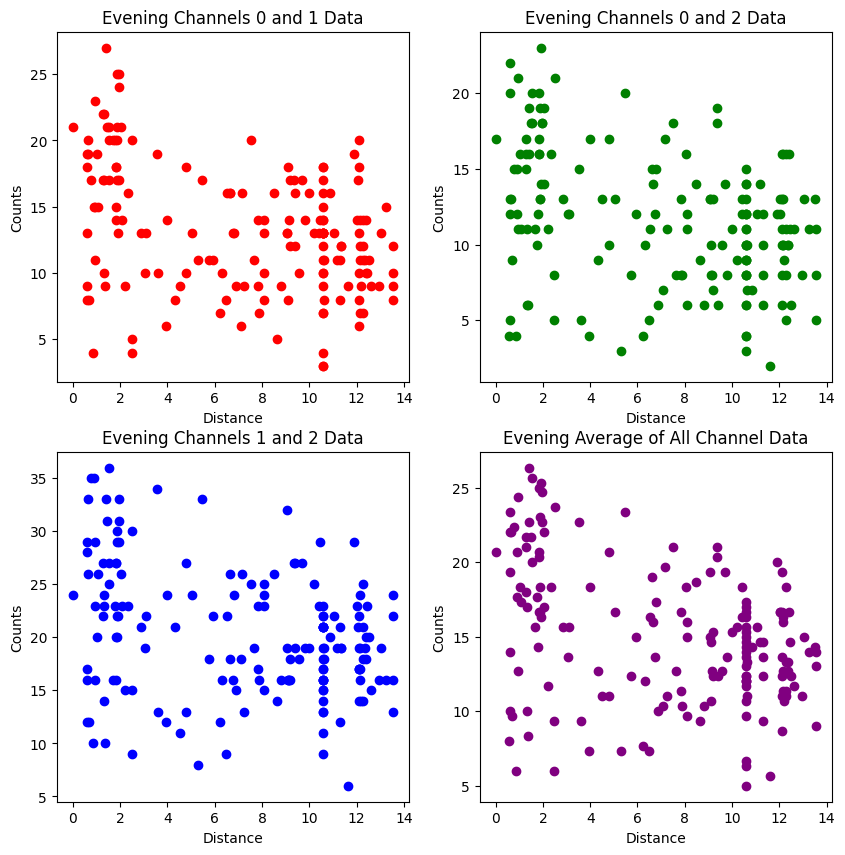 Evening Channels 0 and 1 Data
Counts
25
20
15
10
5
0 2 4 6 8 10 12 14
Distance
Evening Channels 0 and 2 Data
Counts
20
15
10
5
0 2 4 6 8 10 12 14
Distance
Evening Channels 1 and 2 Data
Counts
35
30
25
20
15
10
5
0 2 4 6 8 10 12 14
Distance
Evening Average of All Channel Data
Counts
25
20
15
10
5
0 2 4 6 8 10 12 14
Distance